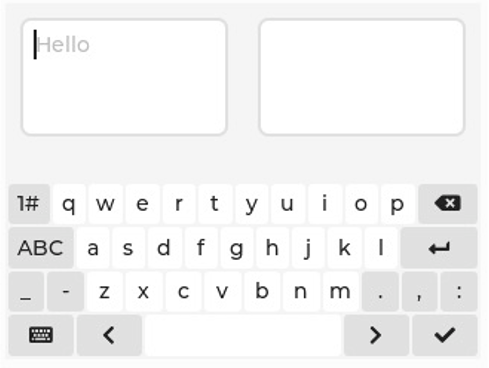 Hello
1# q w e r t y u i o p
ABC a s d f g h j k l
_ - z x c v b n m . , :